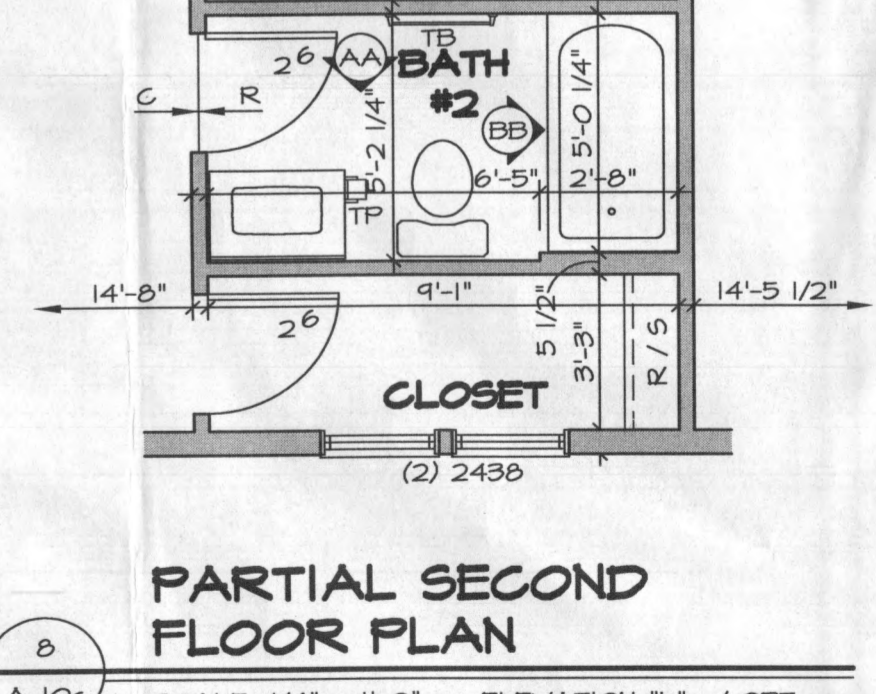 TB
2⁶
AA
BATH
#2
C
R
5'-2 1/4"
BB
5'-0 1/4"
6'-5"
2'-8"
TP
14'-8"
9'-1"
14'-5 1/2"
2⁶
5 1/2"
3'-3"
R / S
CLOSET
(2) 2438
PARTIAL SECOND
FLOOR PLAN
8